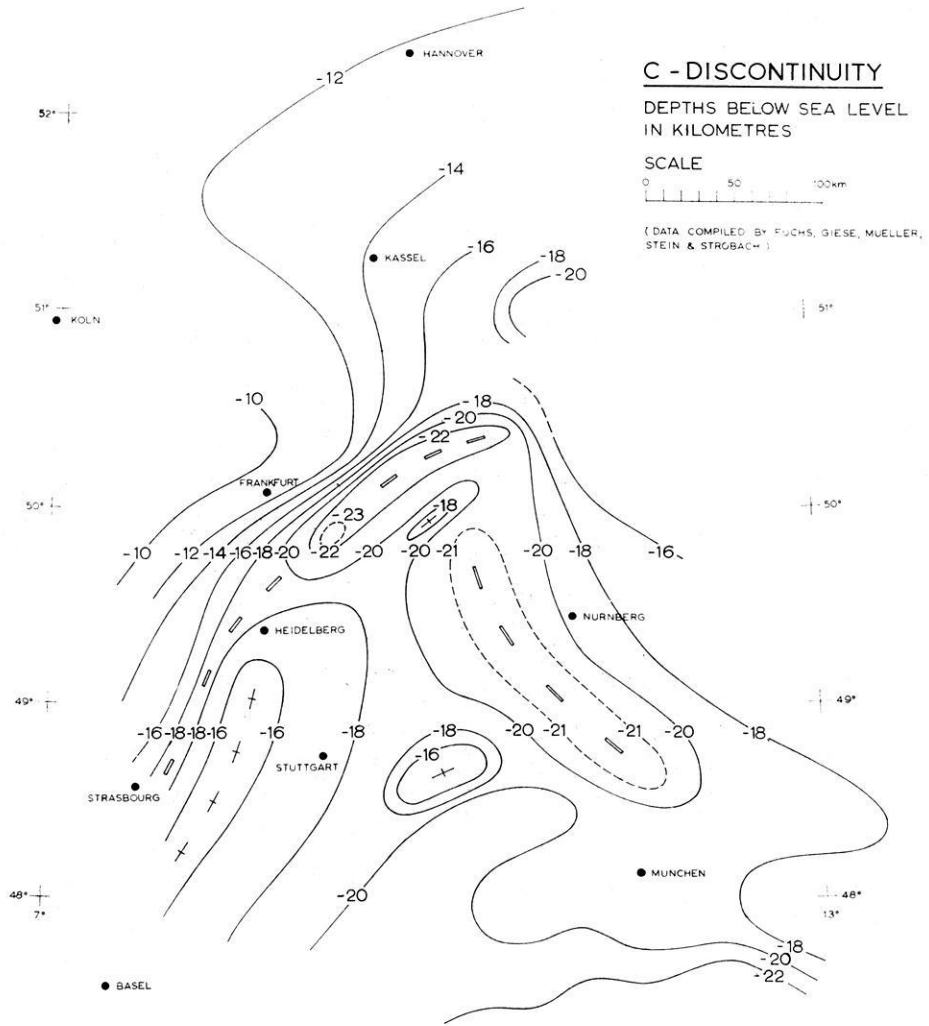 HANNOVER
C - DISCONTINUITY
DEPTHS BELOW SEA LEVEL
IN KILOMETRES
SCALE
0 50 100km
( DATA COMPILED BY FUCHS, GIESE, MUELLER,
STEIN & STROBACH )
-12
52°
-14
KASSEL
-16
-18
-20
51°
51°
KÖLN
-10
-18
-20
-22
FRANKFURT
50°
-23
-18
50°
-10 -12 -14 -16 -18 -20 -22 -20 -20 -21 -20 -18 -16
HEIDELBERG
NURNBERG
49°
49°
-16 -18 -18 -16 -16 -18 -18 -20 -21 -21 -20 -18
-16
STUTTGART
STRASBOURG
MUNCHEN
48°
-20
48°
7°
13°
-18
-20
-22
BASEL